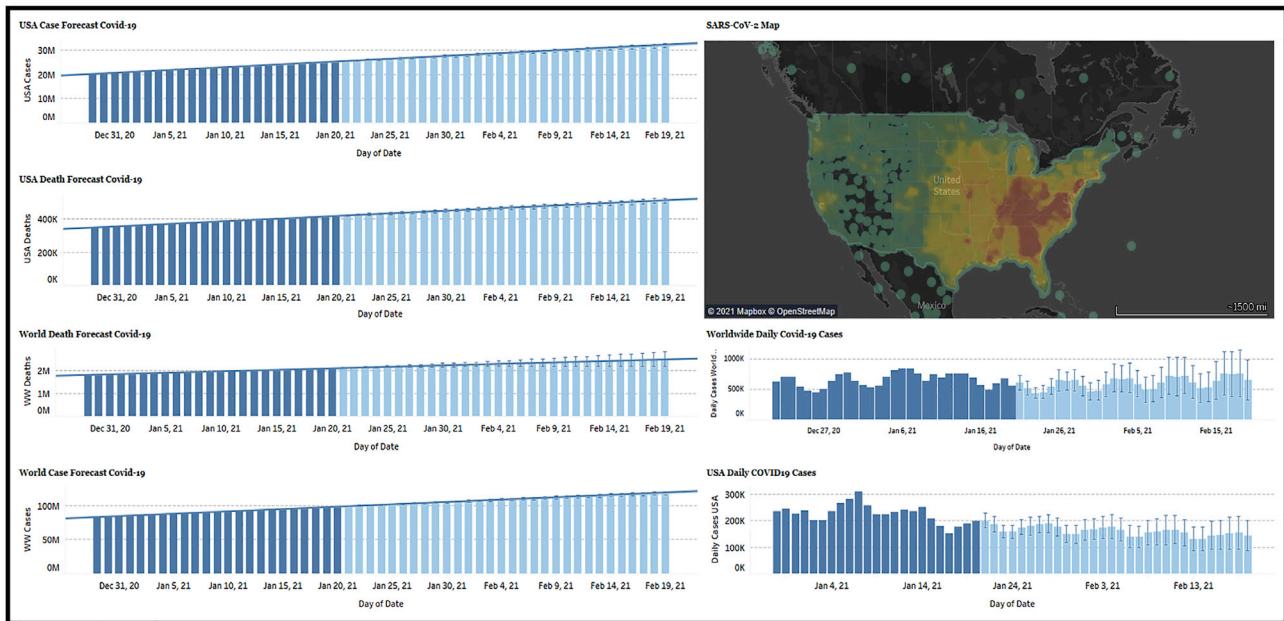 USA Case Forecast Covid-19
30M
20M
10M
0M
USA Cases
Dec 31, 20 Jan 5, 21 Jan 10, 21 Jan 15, 21 Jan 20, 21 Jan 25, 21 Jan 30, 21 Feb 4, 21 Feb 9, 21 Feb 14, 21 Feb 19, 21
Day of Date
USA Death Forecast Covid-19
400K
200K
0K
USA Deaths
Dec 31, 20 Jan 5, 21 Jan 10, 21 Jan 15, 21 Jan 20, 21 Jan 25, 21 Jan 30, 21 Feb 4, 21 Feb 9, 21 Feb 14, 21 Feb 19, 21
World Death Forecast Covid-19
2M
1M
0M
WW Deaths
Dec 31, 20 Jan 5, 21 Jan 10, 21 Jan 15, 21 Jan 20, 21 Jan 25, 21 Jan 30, 21 Feb 4, 21 Feb 9, 21 Feb 14, 21 Feb 19, 21
World Case Forecast Covid-19
100M
50M
0M
WW Cases
Dec 31, 20 Jan 5, 21 Jan 10, 21 Jan 15, 21 Jan 20, 21 Jan 25, 21 Jan 30, 21 Feb 4, 21 Feb 9, 21 Feb 14, 21 Feb 19, 21
Day of Date
SARS-CoV-2 Map
United
States
Mexico
© 2021 Mapbox © OpenStreetMap
~1500 mi
Worldwide Daily Covid-19 Cases
1000K
500K
0K
Daily Cases World..
Dec 27, 20 Jan 6, 21 Jan 16, 21 Jan 26, 21 Feb 5, 21 Feb 15, 21
Day of Date
USA Daily COVID19 Cases
300K
200K
100K
0K
Daily Cases USA
Jan 4, 21 Jan 14, 21 Jan 24, 21 Feb 3, 21 Feb 13, 21
Day of Date